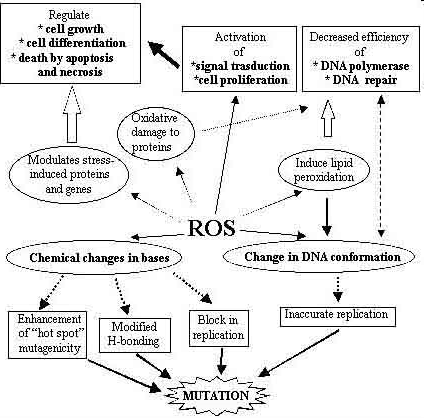 Regulate
* cell growth
* cell differentiation
* death by apoptosis
and necrosis
Activation
of
*signal trasduction
*cell proliferation
Decreased efficiency
of
* DNA polymerase
* DNA repair
Oxidative
damage to
proteins
Modulates stress-
induced proteins
and genes
Induce lipid
peroxidation
ROS
Chemical changes in bases
Change in DNA conformation
Enhancement
of “hot spot”
mutagenicity
Modified
H-bonding
Block in
replication
Inaccurate replication
MUTATION